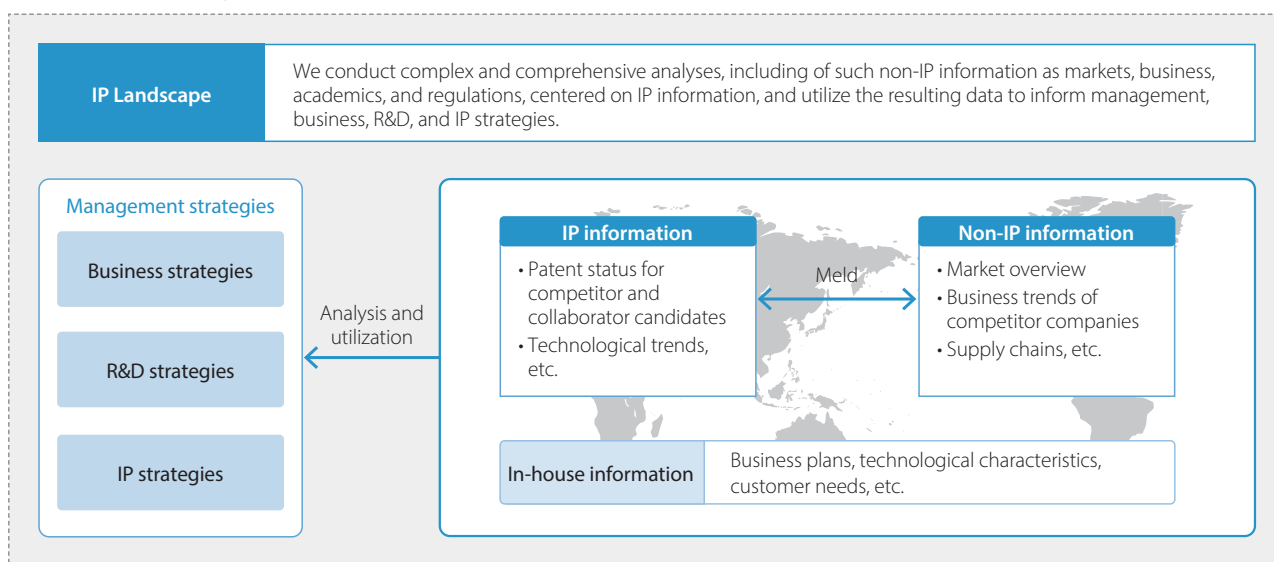 IP Landscape
We conduct complex and comprehensive analyses, including of such non-IP information as markets, business,
academics, and regulations, centered on IP information, and utilize the resulting data to inform management,
business, R&D, and IP strategies.
Management strategies
Business strategies
R&D strategies
IP strategies
Analysis and
utilization
IP information
• Patent status for
competitor and
collaborator candidates
• Technological trends,
etc.
Meld
Non-IP information
• Market overview
• Business trends of
competitor companies
• Supply chains, etc.
In-house information
Business plans, technological characteristics,
customer needs, etc.